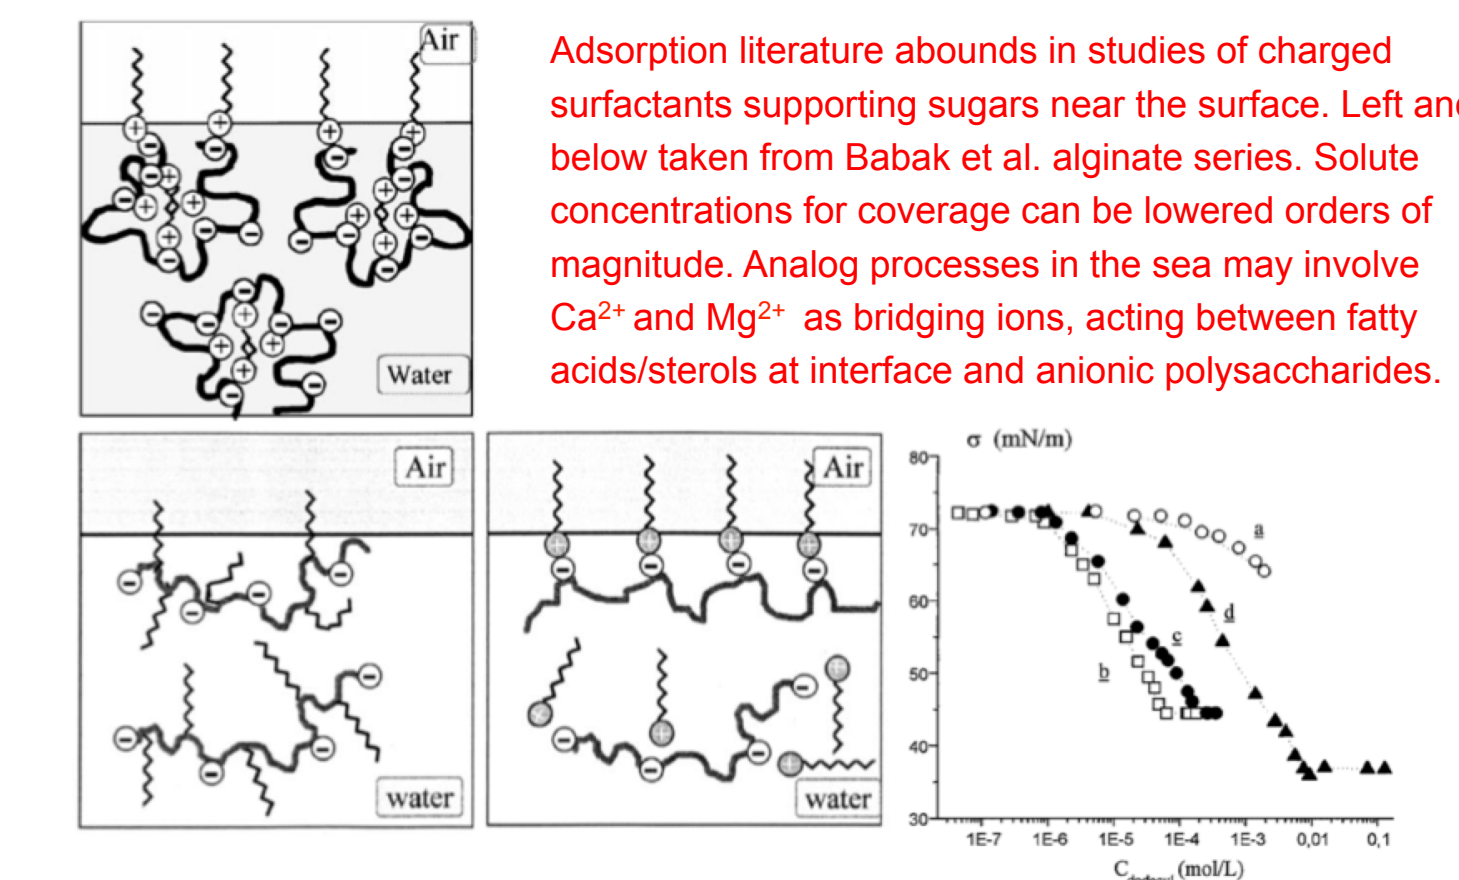 Air
Adsorption literature abounds in studies of charged
surfactants supporting sugars near the surface. Left an
below taken from Babak et al. alginate series. Solute
concentrations for coverage can be lowered orders of
magnitude. Analog processes in the sea may involve
Ca²⁺ and Mg²⁺ as bridging ions, acting between fatty
acids/sterols at interface and anionic polysaccharides.
Water
Air
water
Air
water
σ (mN/m)
80
70
60
50
40
30
a
d
c
b
1E-7 1E-6 1E-5 1E-4 1E-3 0,01 0,1
C (mol/L)